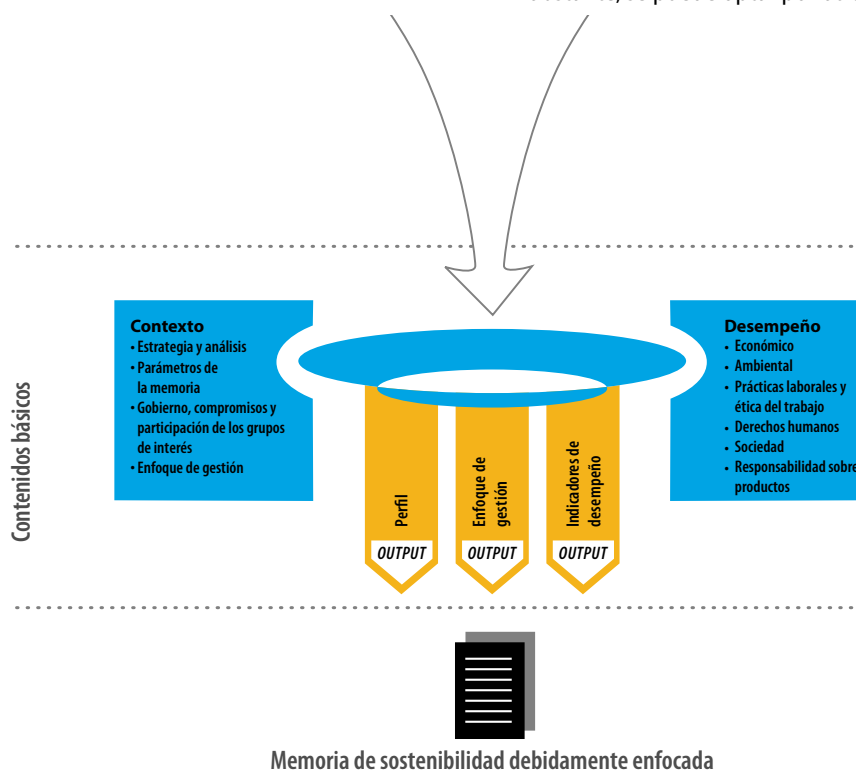 Contenidos básicos
Contexto
• Estrategia y análisis
• Parámetros de
la memoria
• Gobierno, compromisos y
participación de los grupos
de interés
• Enfoque de gestión
Perfil
OUTPUT
Enfoque de
gestión
OUTPUT
Indicadores de
desempeño
OUTPUT
Desempeño
• Económico
• Ambiental
• Prácticas laborales y
ética del trabajo
• Derechos humanos
• Sociedad
• Responsabilidad sobre
productos
Memoria de sostenibilidad debidamente enfocada